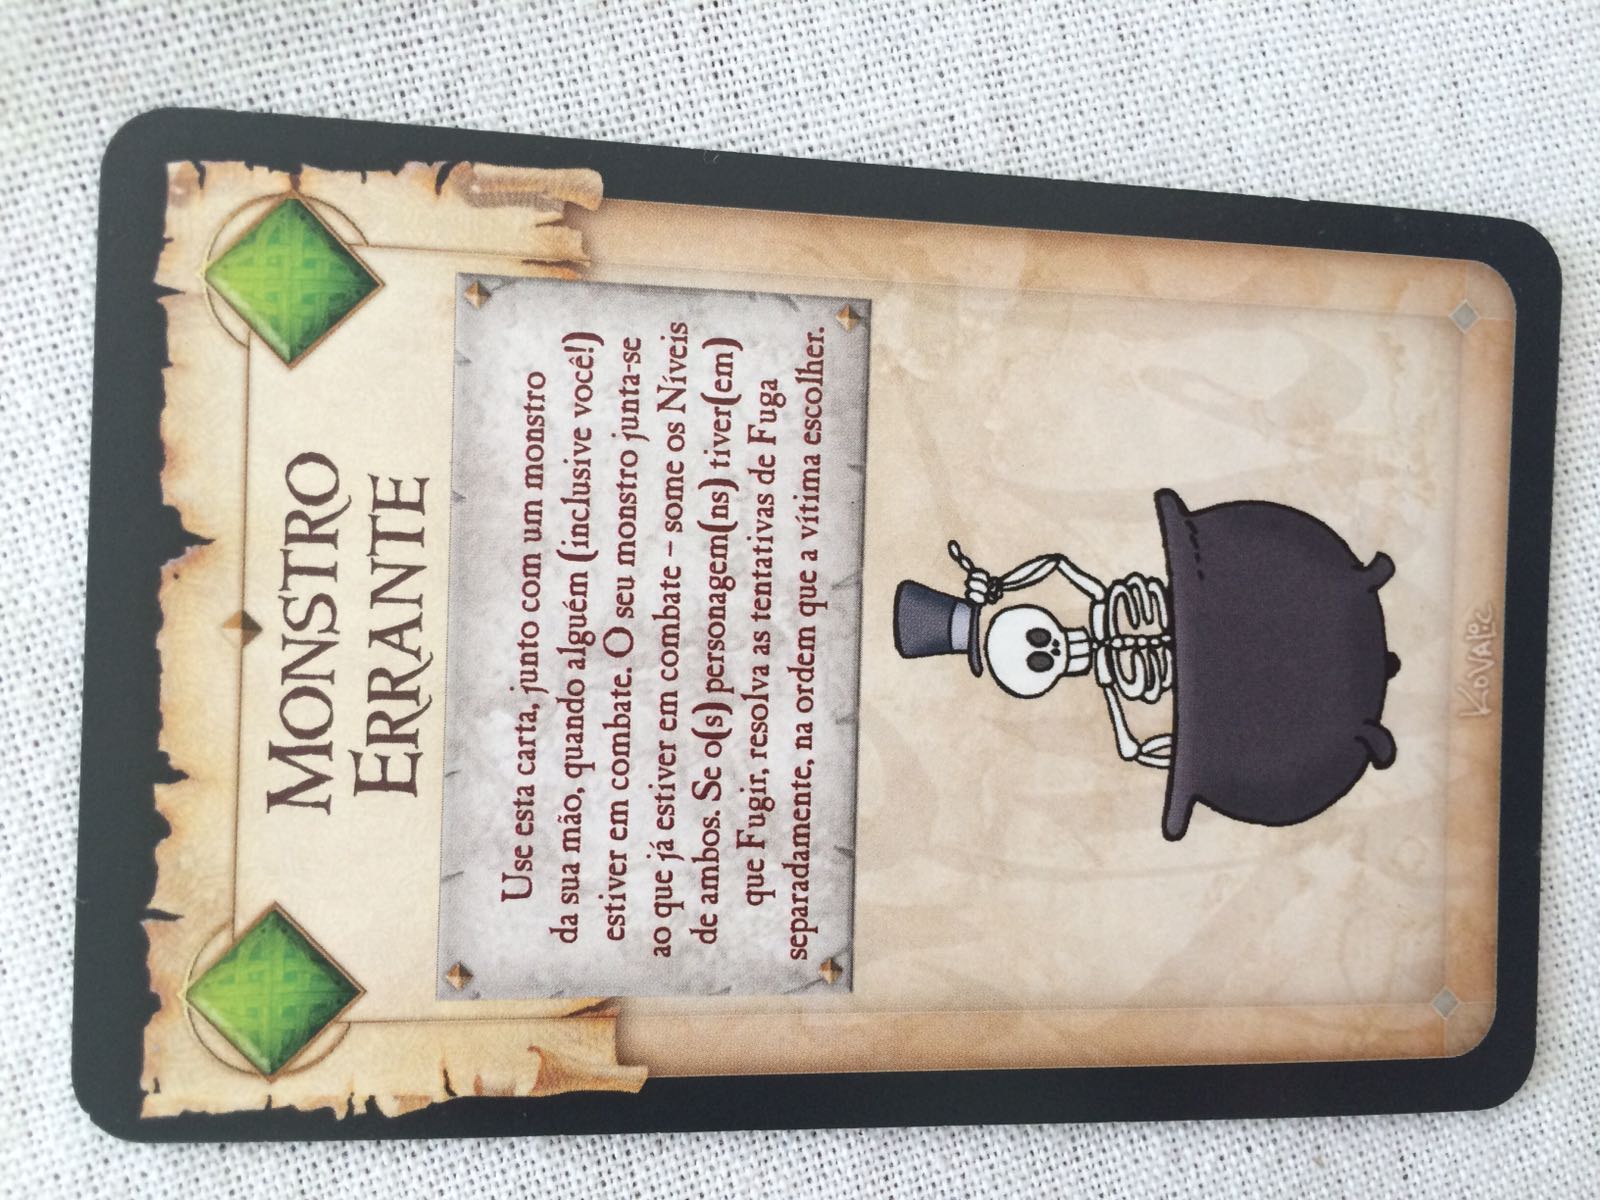 Monstro
Errante
Use esta carta, junto com um monstro
da sua mão, quando alguém (inclusive você!)
estiver em combate. O seu monstro junta-se
ao que já estiver em combate – some os Níveis
de ambos. Se o(s) personagem(ns) tiver(em)
que Fugir, resolva as tentativas de Fuga
separadamente, na ordem que a vítima escolher.
Kovalic